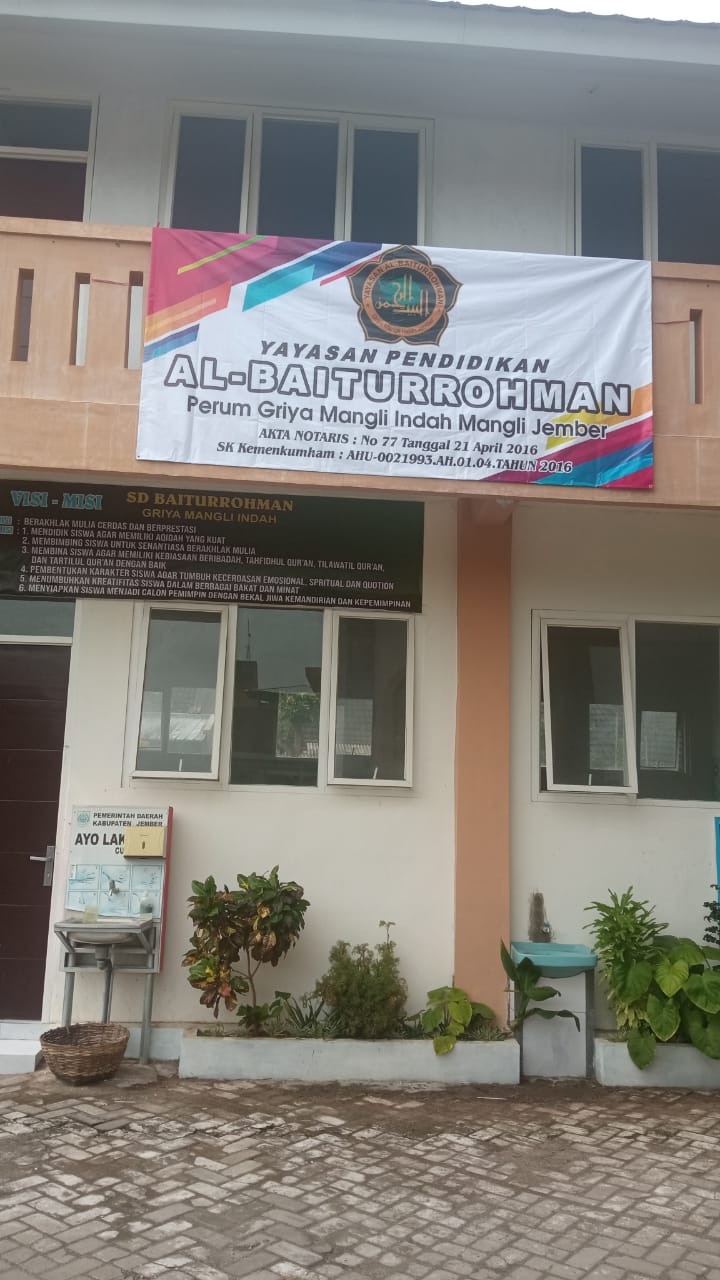 YAYASAN AL-BAITURROHMAN
YAYASAN PENDIDIKAN
AL-BAITURROHMAN
Perum Griya Mangli Indah Mangli Jember
AKTA NOTARIS : No 77 Tanggal 21 April 2016
SK Kemenkumham : AHU-0021993.AH.01.04.TAHUN 2016
VISI - MISI SD BAITURROHMAN
GRIYA MANGLI INDAH
: BERAKHLAK MULIA CERDAS DAN BERPRESTASI
: 1. MENDIDIK SISWA AGAR MEMILIKI AQIDAH YANG KUAT
2. MEMBIMBING SISWA UNTUK SENANTIASA BERAKHLAK MULIA
3. MEMBINA SISWA AGAR MEMILIKI KEBIASAAN BERIBADAH, TAHFIDHUL QUR'AN, TILAWATIL QUR'AN,
DAN TARTILUL QUR'AN DENGAN BAIK
4. PEMBENTUKAN KARAKTER SISWA AGAR TUMBUH KECERDASAN EMOSIONAL, SPRITUAL DAN QUOTION
5. MENUMBUHKAN KREATIFITAS SISWA DALAM BERBAGAI BAKAT DAN MINAT
6. MENYIAPKAN SISWA MENJADI CALON PEMIMPIN DENGAN BEKAL JIWA KEMANDIRIAN DAN KEPEMIMPINAN
PEMERINTAH DAERAH
KABUPATEN JEMBER
AYO LAK
CU